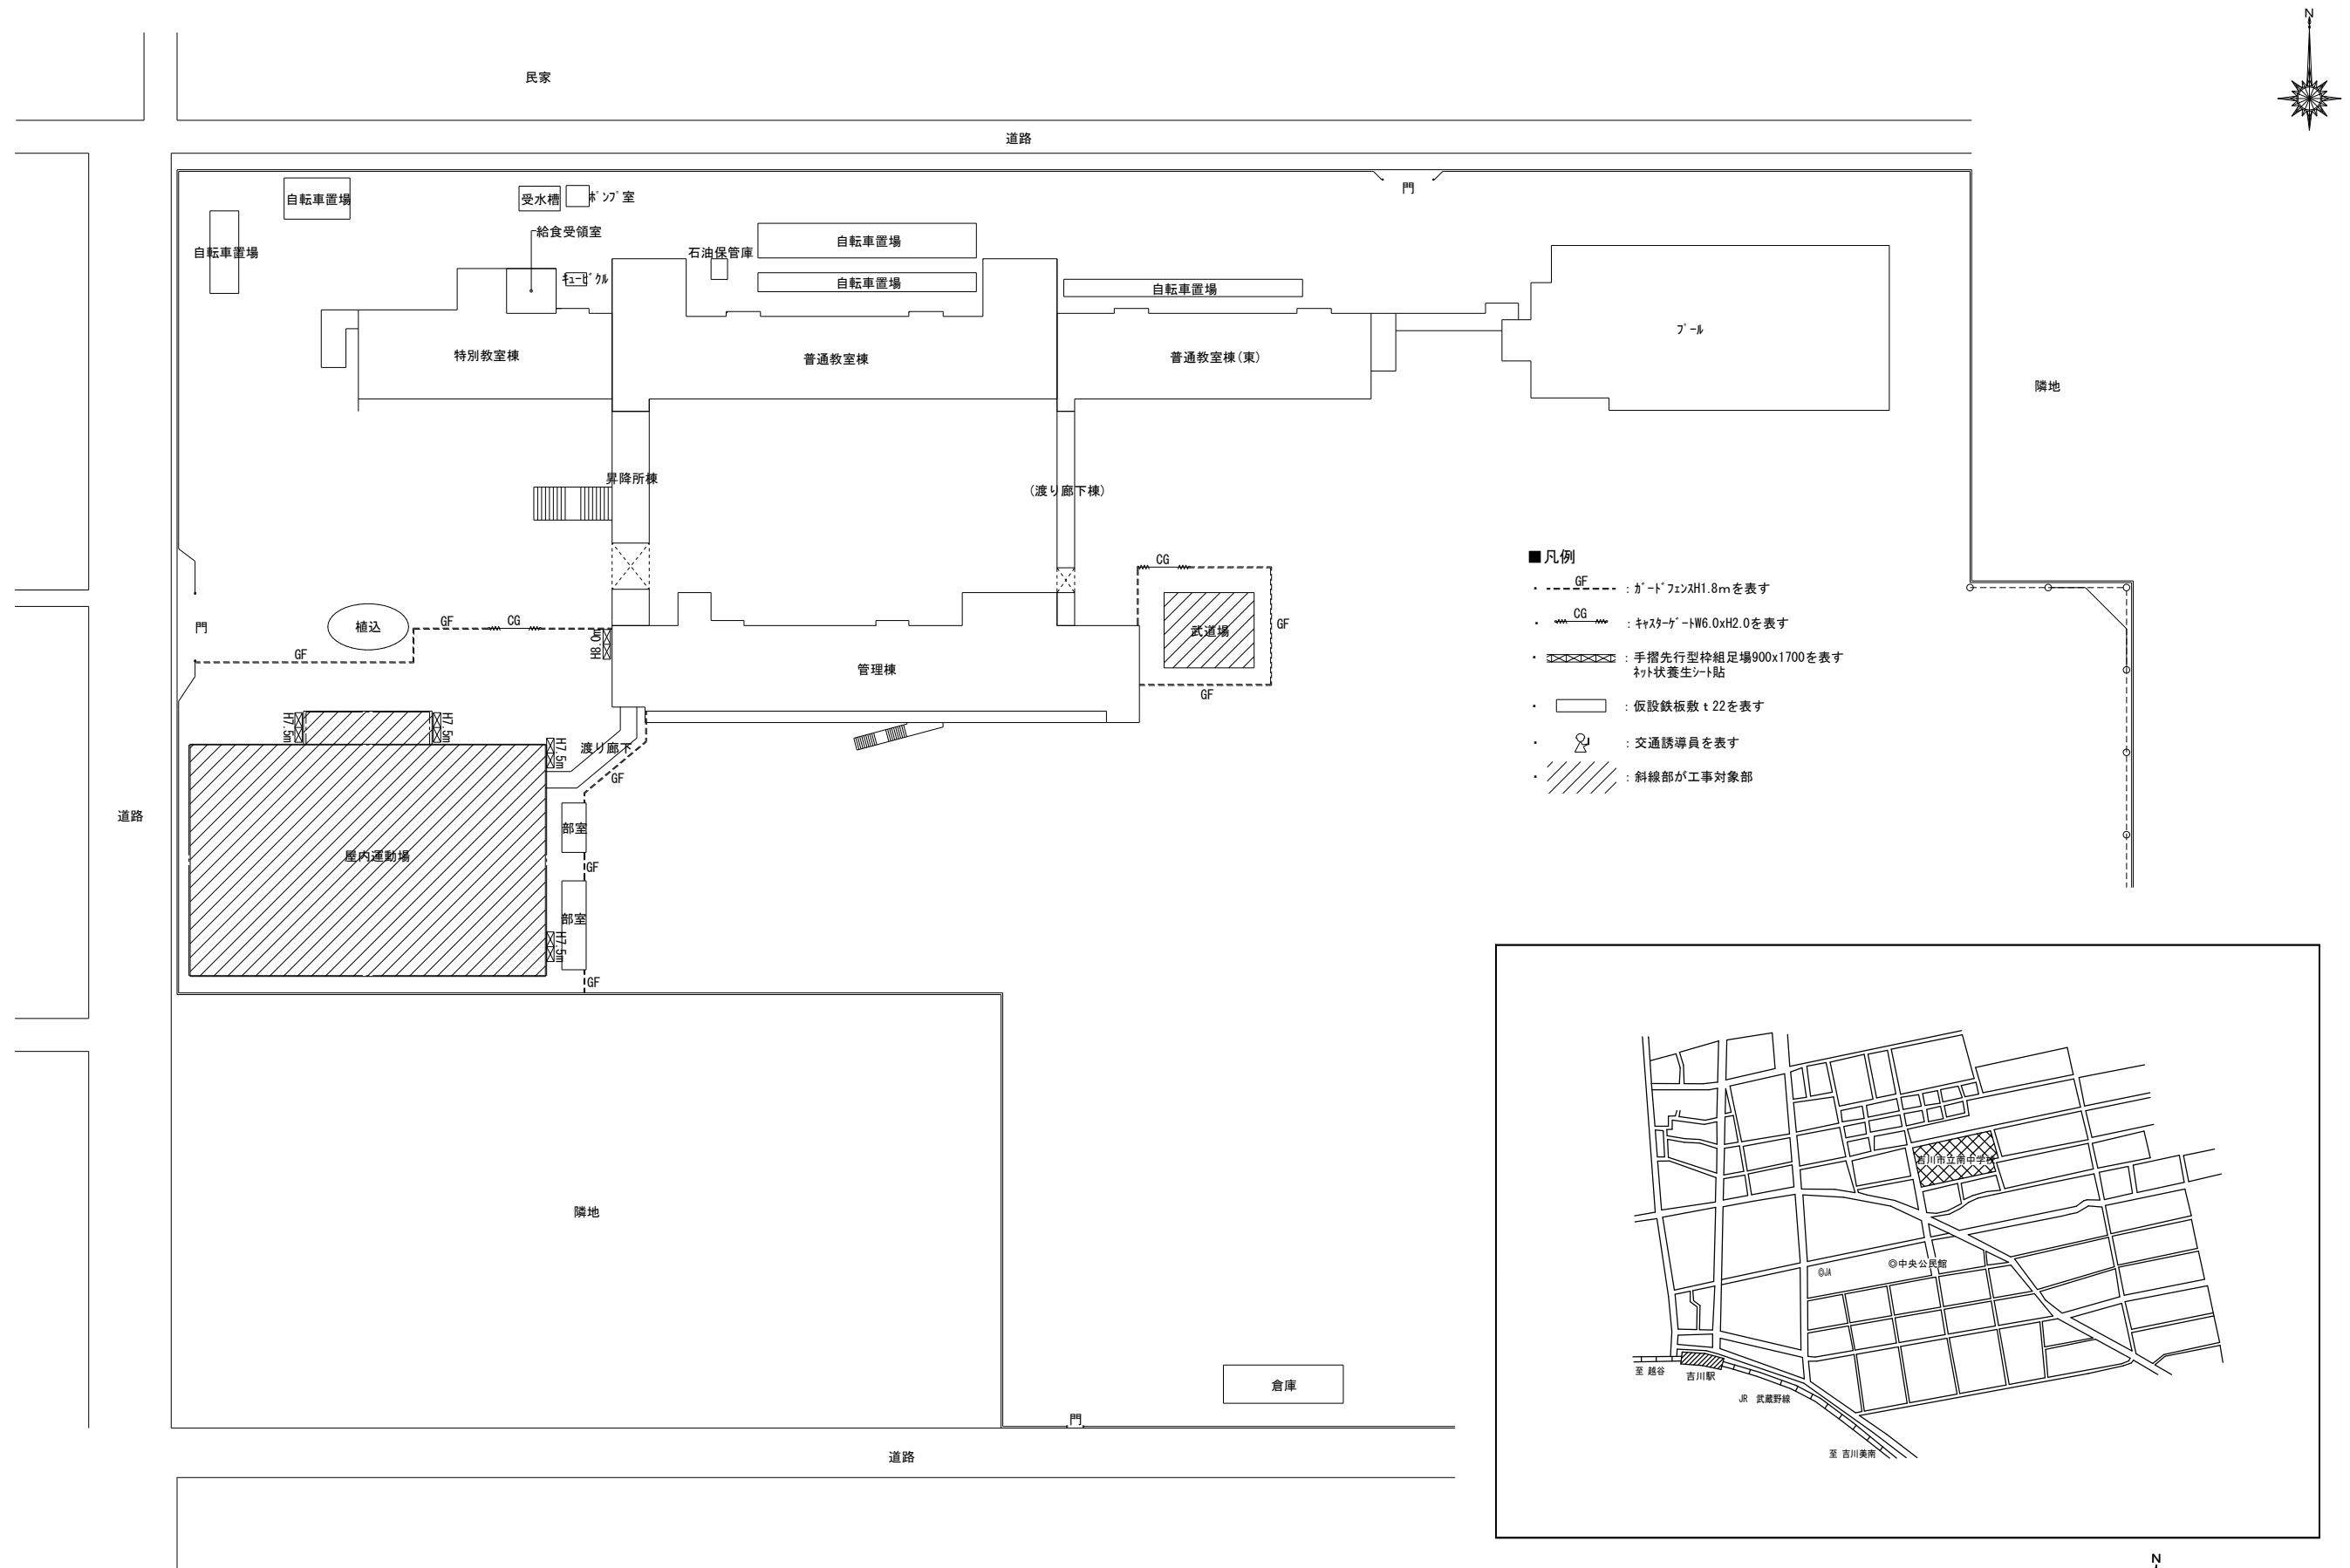 N
民家
道路
門
自転車置場
受水槽
ﾎﾟﾝﾌﾟ室
自転車置場
給食受領室
石油保管庫
自転車置場
ｷｭｰﾋﾞｸﾙ
自転車置場
自転車置場
特別教室棟
普通教室棟
普通教室棟(東)
ﾌﾟｰﾙ
隣地
昇降所棟
(渡り廊下棟)
■凡例
・ GF : ｶﾞｰﾄﾞﾌｪﾝｽH1.8mを表す
・ CG : ｷｬｽﾀｰｹﾞｰﾄW6.0xH2.0を表す
・ : 手摺先行型枠組足場900x1700を表す
ﾈｯﾄ状養生ｼｰﾄ貼
・ : 仮設鉄板敷ｔ22を表す
・ : 交通誘導員を表す
・ : 斜線部が工事対象部
CG
GF
武道場
GF
門
植込
GF
CG
GF
H8.0m
管理棟
H7.5m
H7.5m
H7.5m
渡り廊下
GF
道路
部室
屋内運動場
GF
部室
H7.5m
GF
隣地
倉庫
門
道路
吉川市立南中学校
◎中央公民館
◎JA
至 越谷
吉川駅
JR 武蔵野線
至 吉川美南
N